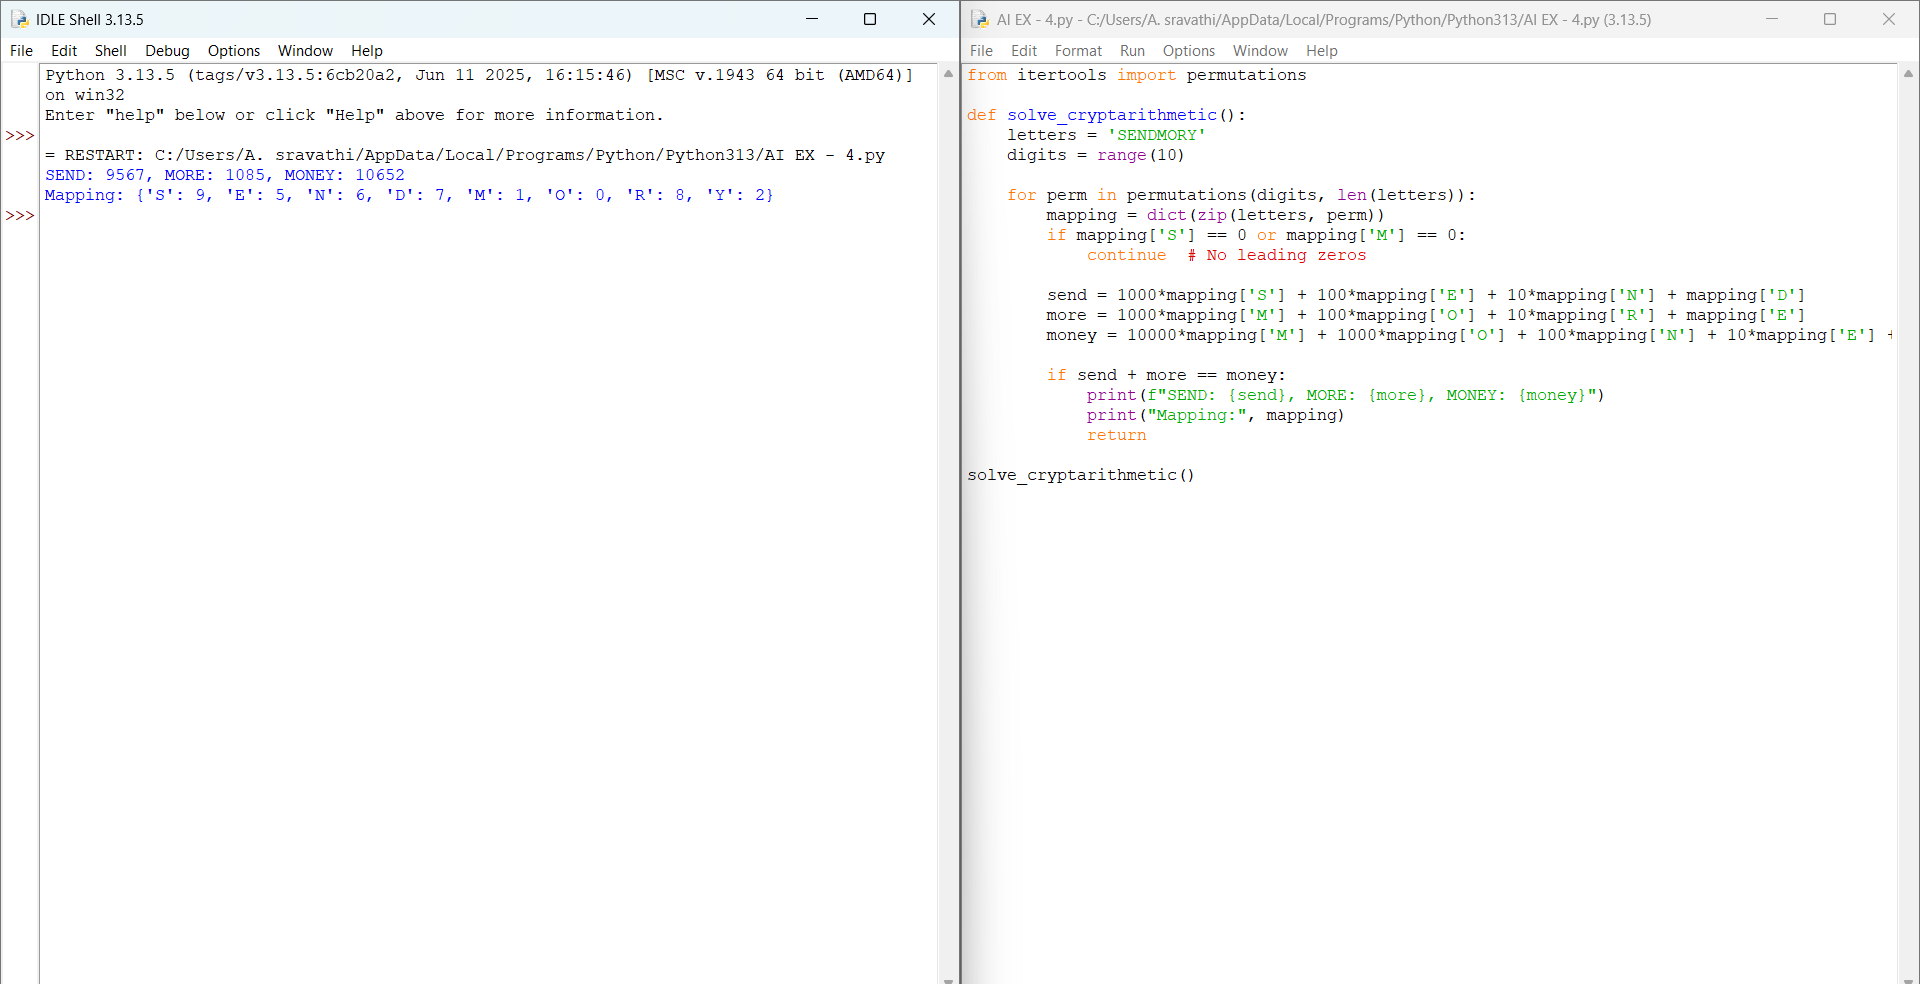 IDLE Shell 3.13.5
File Edit Shell Debug Options Window Help
Python 3.13.5 (tags/v3.13.5:6cb20a2, Jun 11 2025, 16:15:46) [MSC v.1943 64 bit (AMD64)]
on win32
Enter "help" below or click "Help" above for more information.
>>>
= RESTART: C:/Users/A. sravathi/AppData/Local/Programs/Python/Python313/AI EX - 4.py
SEND: 9567, MORE: 1085, MONEY: 10652
Mapping: {'S': 9, 'E': 5, 'N': 6, 'D': 7, 'M': 1, 'O': 0, 'R': 8, 'Y': 2}
>>>
AI EX - 4.py - C:/Users/A. sravathi/AppData/Local/Programs/Python/Python313/AI EX - 4.py (3.13.5)
File Edit Format Run Options Window Help
from itertools import permutations
def solve_cryptarithmetic():
    letters = 'SENDMORY'
    digits = range(10)
    for perm in permutations(digits, len(letters)):
        mapping = dict(zip(letters, perm))
        if mapping['S'] == 0 or mapping['M'] == 0:
            continue  # No leading zeros
        send = 1000*mapping['S'] + 100*mapping['E'] + 10*mapping['N'] + mapping['D']
        more = 1000*mapping['M'] + 100*mapping['O'] + 10*mapping['R'] + mapping['E']
        money = 10000*mapping['M'] + 1000*mapping['O'] + 100*mapping['N'] + 10*mapping['E'] +
        if send + more == money:
            print(f"SEND: {send}, MORE: {more}, MONEY: {money}")
            print("Mapping:", mapping)
            return
solve_cryptarithmetic()